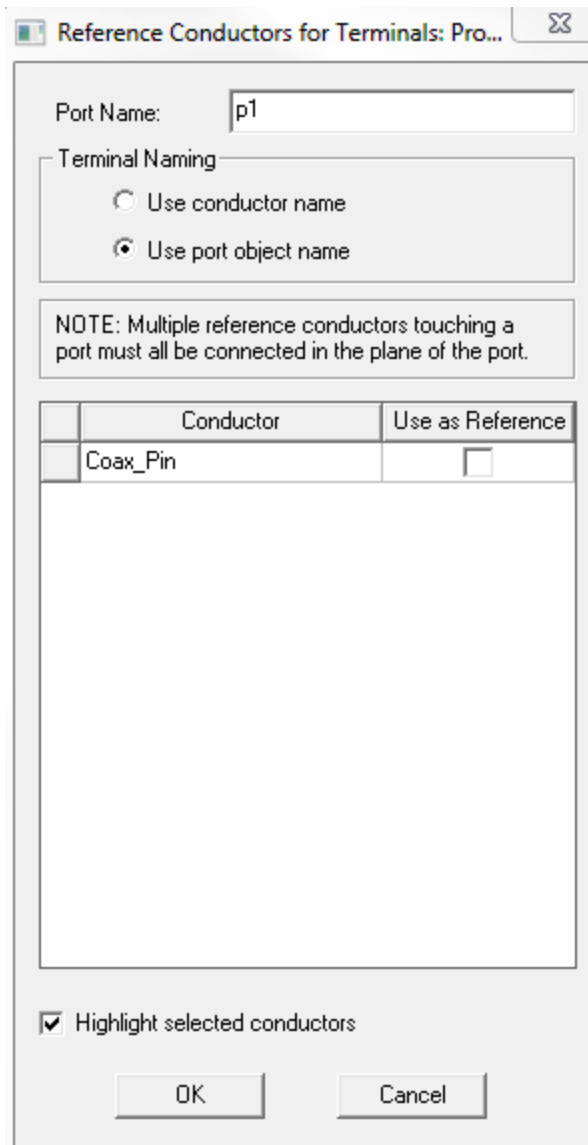 Reference Conductors for Terminals: Pro...
Port Name: p1
Terminal Naming
Use conductor name
Use port object name
NOTE: Multiple reference conductors touching a
port must all be connected in the plane of the port.
Conductor Use as Reference
Coax_Pin
Highlight selected conductors
OK Cancel